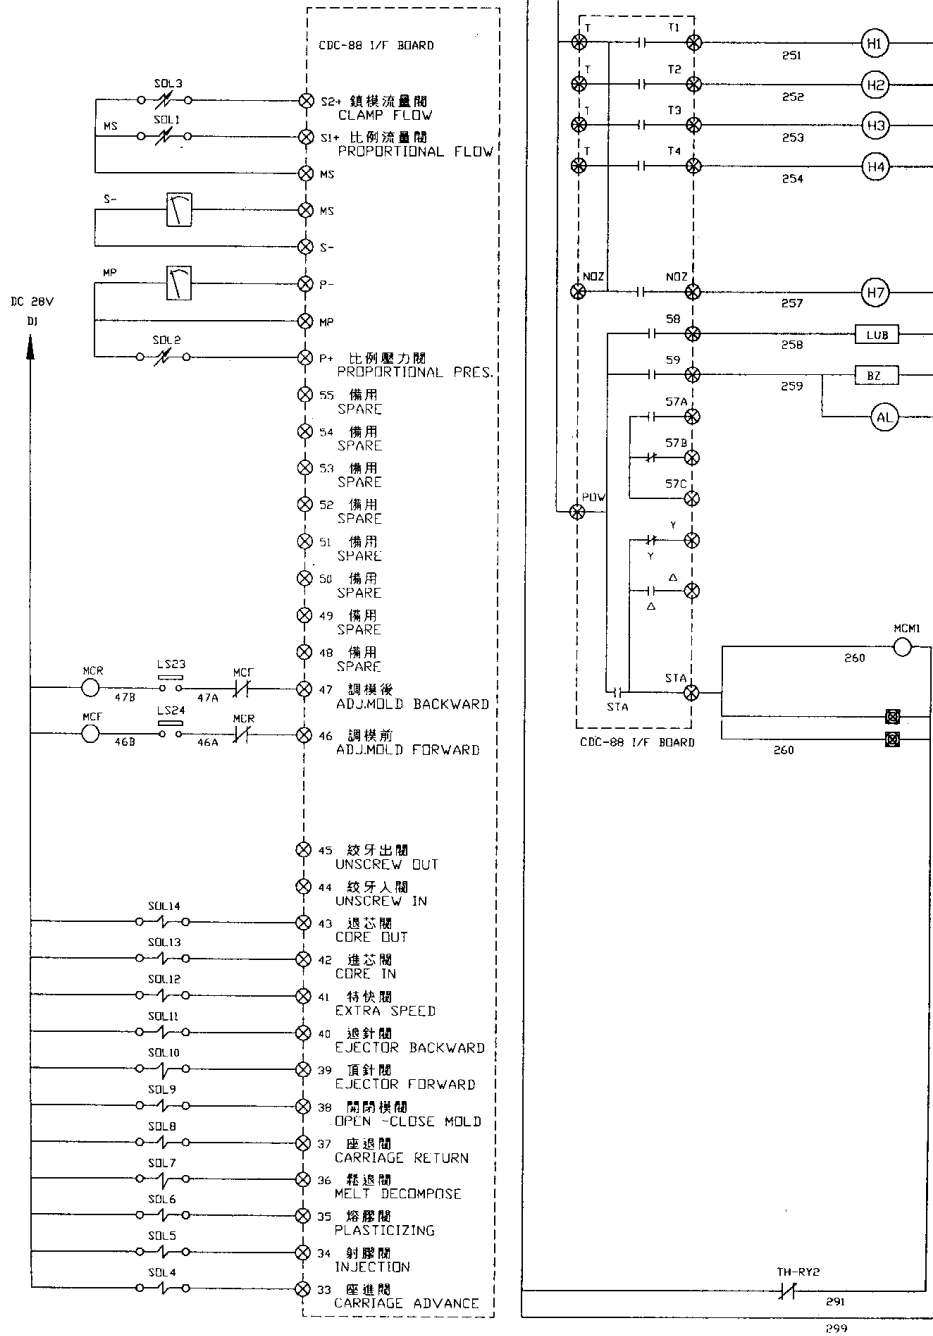 CDC-88 I/F BOARD
SOL3
S2+ 鎖模流量閥
CLAMP FLOW
MS
SOL1
S1+ 比例流量閥
PROPORTIONAL FLOW
MS
S-
MS
S-
MP
P-
DC 28V
D1
MP
SOL2
P+ 比例壓力閥
PROPORTIONAL PRES.
55 備用
SPARE
54 備用
SPARE
53 備用
SPARE
52 備用
SPARE
51 備用
SPARE
50 備用
SPARE
49 備用
SPARE
48 備用
SPARE
MCR
47B
LS23
47A
MCF
47 調模後
ADJ.MOLD BACKWARD
MCF
46B
LS24
46A
MCR
46 調模前
ADJ.MOLD FORWARD
45 絞牙出閥
UNSCREW OUT
44 絞牙入閥
UNSCREW IN
SOL14
43 退芯閥
CORE OUT
SOL13
42 進芯閥
CORE IN
SOL12
41 特快閥
EXTRA SPEED
SOL11
40 退針閥
EJECTOR BACKWARD
SOL10
39 頂針閥
EJECTOR FORWARD
SOL9
38 開閉模閥
OPEN -CLOSE MOLD
SOL8
37 座退閥
CARRIAGE RETURN
SOL7
36 鬆退閥
MELT DECOMPOSE
SOL6
35 熔膠閥
PLASTICIZING
SOL5
34 射膠閥
INJECTION
SOL4
33 座進閥
CARRIAGE ADVANCE
T
T1
251
H1
T
T2
252
H2
T
T3
253
H3
T
T4
254
H4
NOZ
NOZ
257
H7
58
258
LUB
59
259
BZ
AL
57A
57B
57C
POW
Y
Y
Δ
Δ
STA
STA
260
MCM1
260
CDC-88 I/F BOARD
TH-RY2
291
299